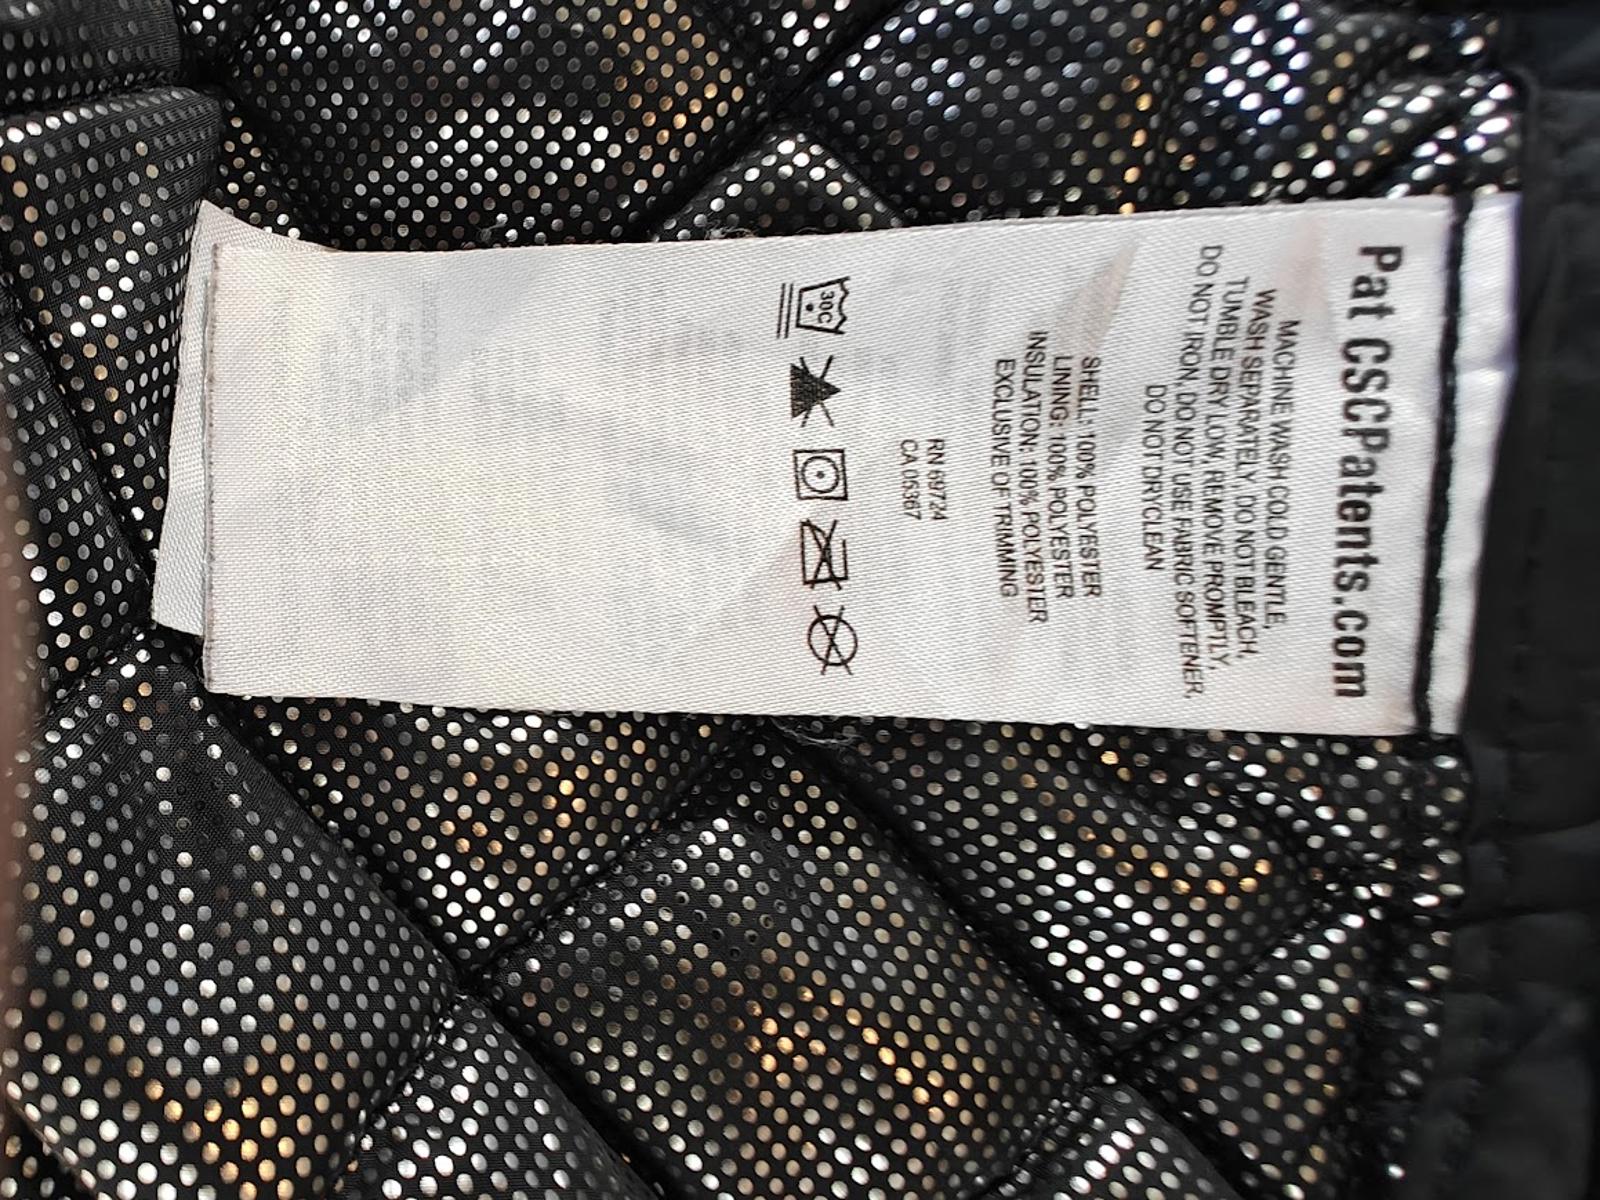 Pat CSCPatents.com
MACHINE WASH COLD GENTLE,
WASH SEPARATELY, DO NOT BLEACH,
TUMBLE DRY LOW, REMOVE PROMPTLY,
DO NOT IRON, DO NOT USE FABRIC SOFTENER,
DO NOT DRYCLEAN
SHELL: 100% POLYESTER
LINING: 100% POLYESTER
INSULATION: 100% POLYESTER
EXCLUSIVE OF TRIMMING
RN 69724
CA 05367
30C